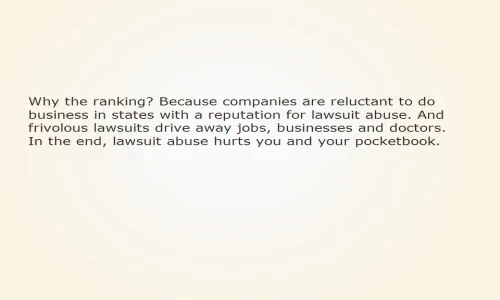 Why the ranking? Because companies are reluctant to do
business in states with a reputation for lawsuit abuse. And
frivolous lawsuits drive away jobs, businesses and doctors.
In the end, lawsuit abuse hurts you and your pocketbook.